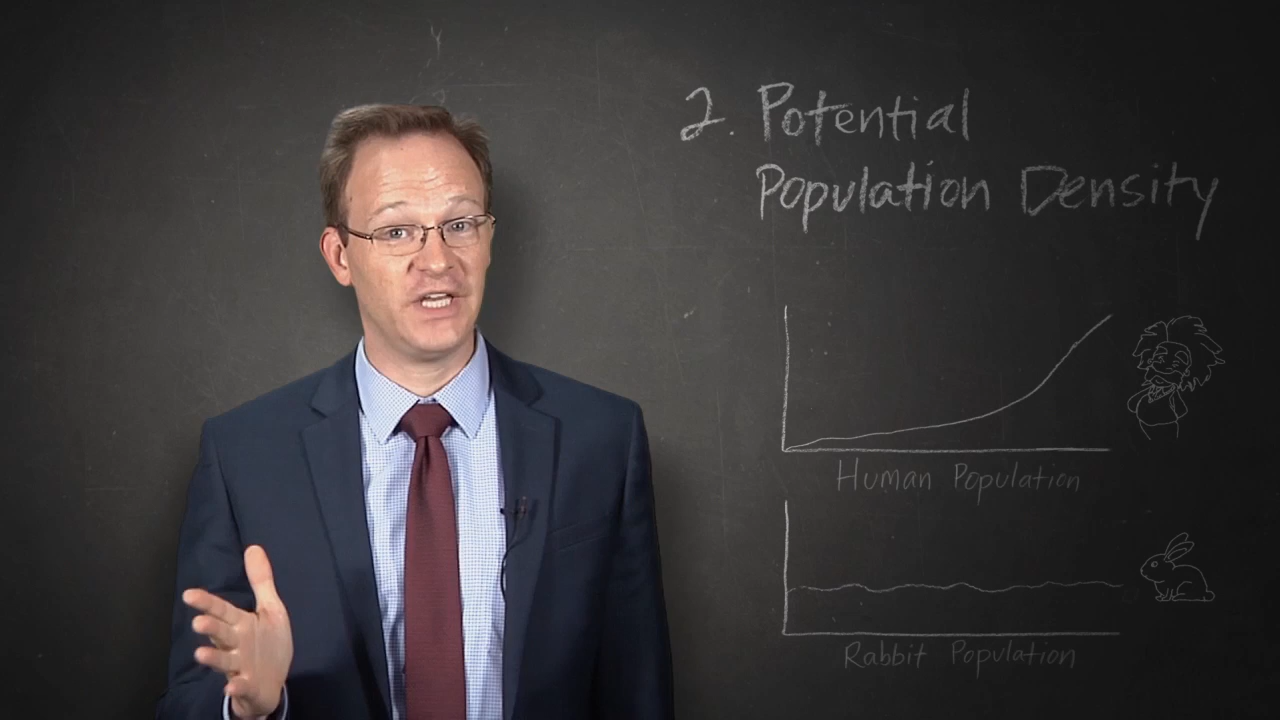 2. Potential
Population Density
Human Population
Rabbit Population